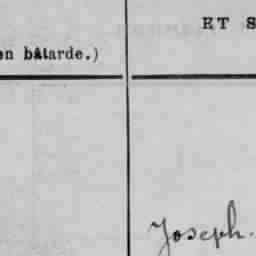 ET S
en bâtarde.)
Joseph.